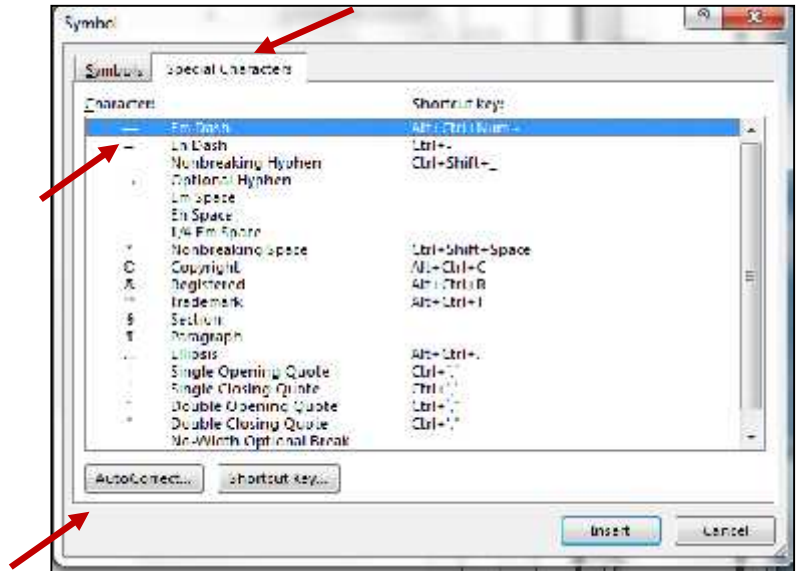 Symbol
Symbols Special Characters
Character: Shortcut key:
— Em Dash Alt+Ctrl+Num -
– En Dash Ctrl+-
Nonbreaking Hyphen Ctrl+Shift+_
Optional Hyphen
Em Space
En Space
1/4 Em Space
° Nonbreaking Space Ctrl+Shift+Space
© Copyright Alt+Ctrl+C
® Registered Alt+Ctrl+R
™ Trademark Alt+Ctrl+T
§ Section
¶ Paragraph
… Ellipsis Alt+Ctrl+.
Single Opening Quote
Single Closing Quote
Double Opening Quote
Double Closing Quote
No-Width Optional Break
AutoCorrect... Shortcut Key...
Insert Cancel